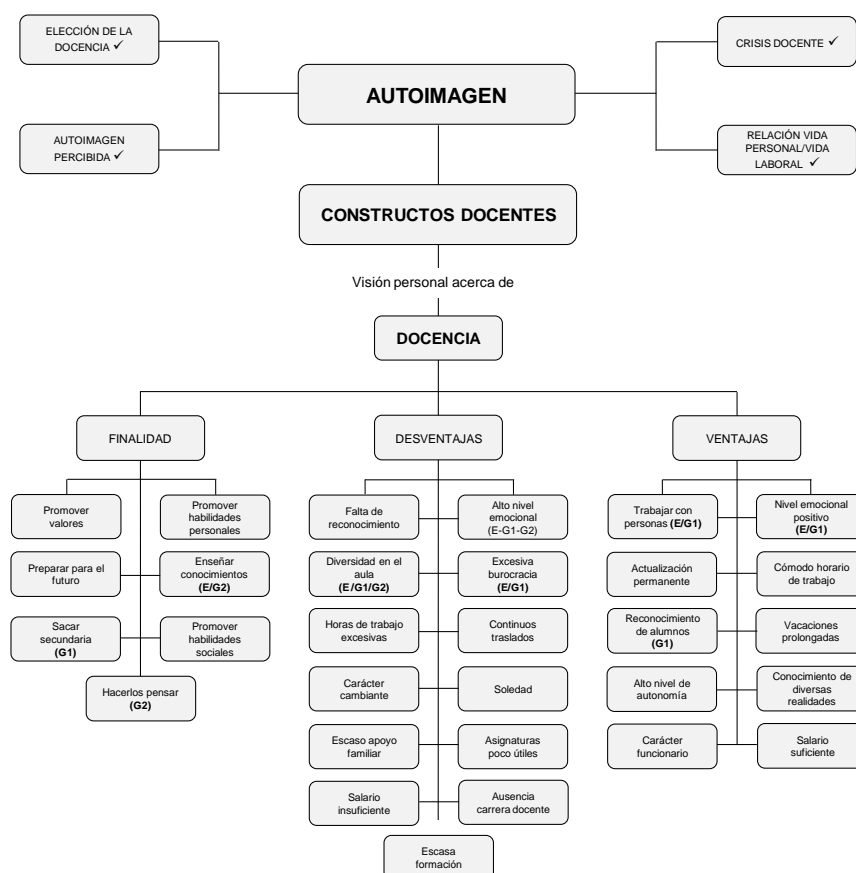 ELECCIÓN DE LA
DOCENCIA ✓
CRISIS DOCENTE ✓
AUTOIMAGEN
AUTOIMAGEN
PERCIBIDA ✓
RELACIÓN VIDA
PERSONAL/VIDA
LABORAL ✓
CONSTRUCTOS DOCENTES
Visión personal acerca de
DOCENCIA
FINALIDAD
DESVENTAJAS
VENTAJAS
Promover
valores
Promover
habilidades
personales
Preparar para el
futuro
Enseñar
conocimientos
(E/G2)
Sacar
secundaria
(G1)
Promover
habilidades
sociales
Hacerlos pensar
(G2)
Falta de
reconocimiento
Alto nivel
emocional
(E-G1-G2)
Diversidad en el
aula
(E/G1/G2)
Excesiva
burocracia
(E/G1)
Horas de trabajo
excesivas
Continuos
traslados
Carácter
cambiante
Soledad
Escaso apoyo
familiar
Asignaturas
poco útiles
Salario
insuficiente
Ausencia
carrera docente
Escasa
formación
Trabajar con
personas (E/G1)
Nivel emocional
positivo
(E/G1)
Actualización
permanente
Cómodo horario
de trabajo
Reconocimiento
de alumnos
(G1)
Vacaciones
prolongadas
Alto nivel de
autonomía
Conocimiento de
diversas
realidades
Carácter
funcionario
Salario
suficiente